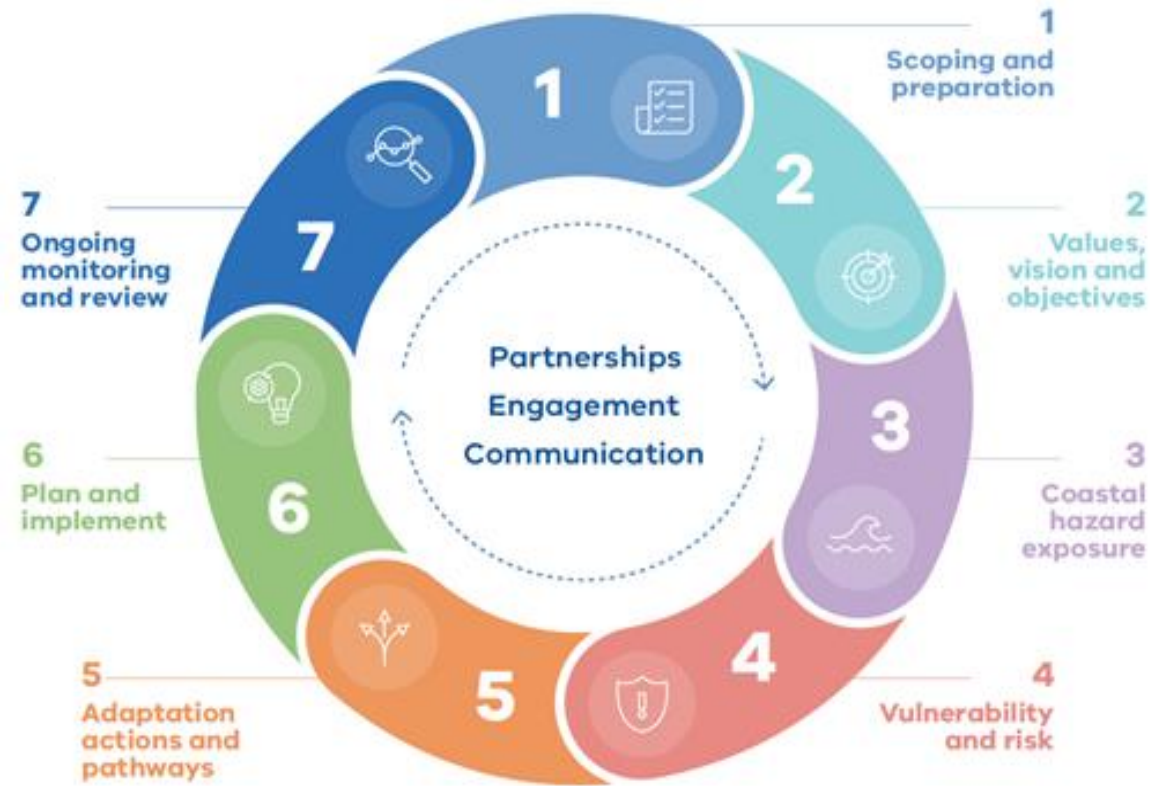 1
Scoping and
preparation
2
Values,
vision and
objectives
3
Coastal
hazard
exposure
4
Vulnerability
and risk
5
Adaptation
actions and
pathways
6
Plan and
implement
7
Ongoing
monitoring
and review
1
2
3
4
5
6
7
Partnerships
Engagement
Communication